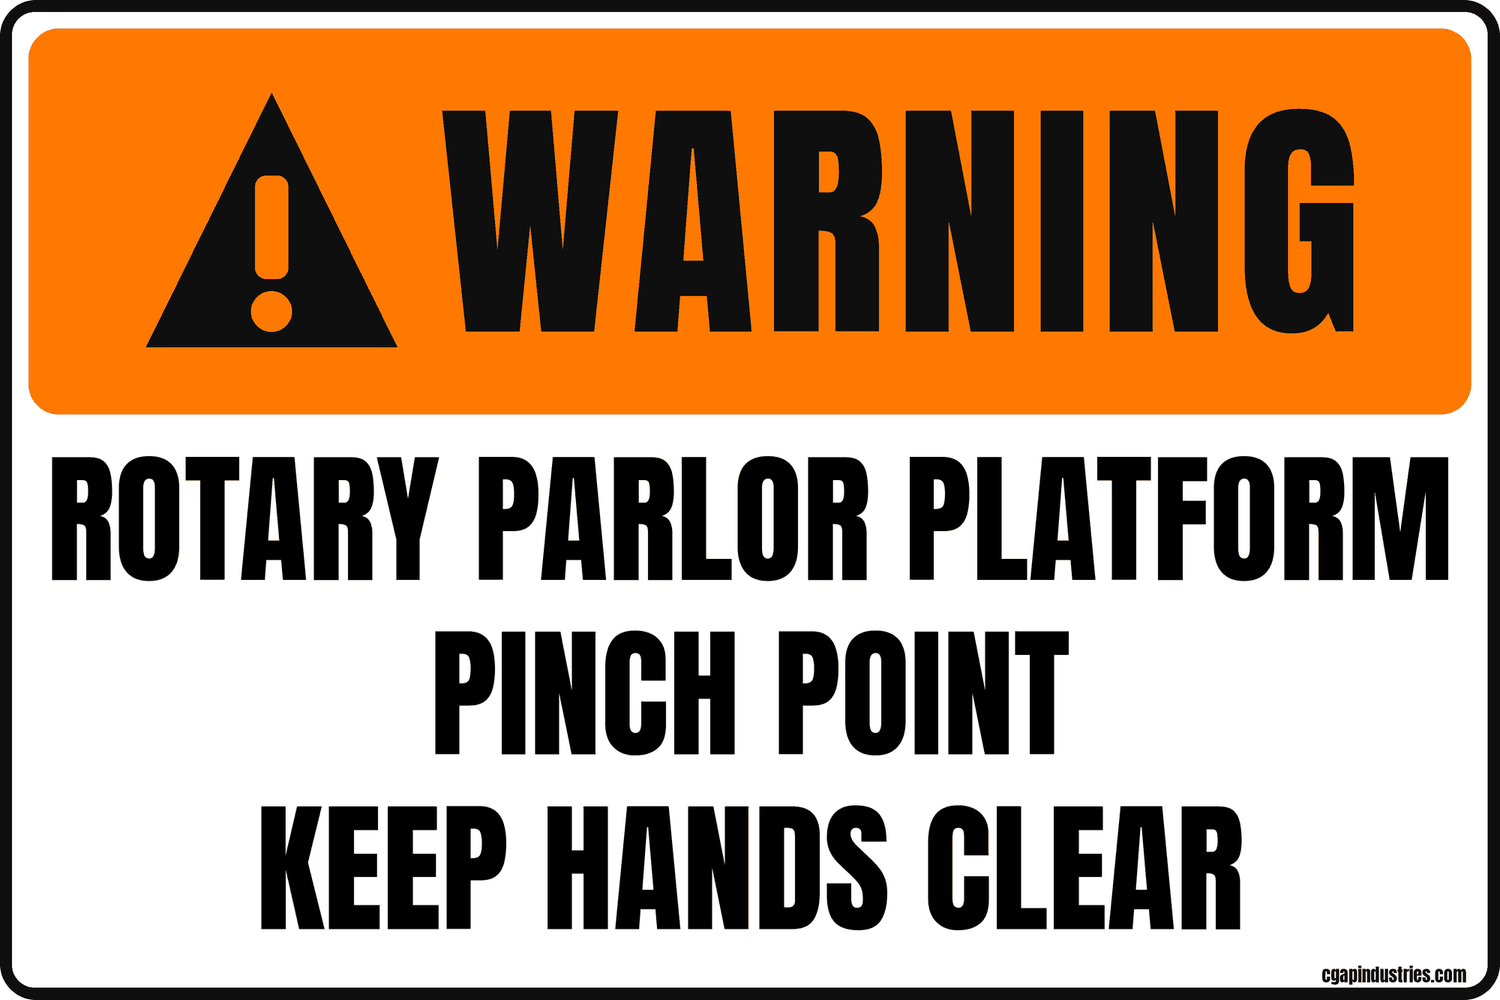 WARNING
ROTARY PARLOR PLATFORM
PINCH POINT
KEEP HANDS CLEAR
cgapindustries.com